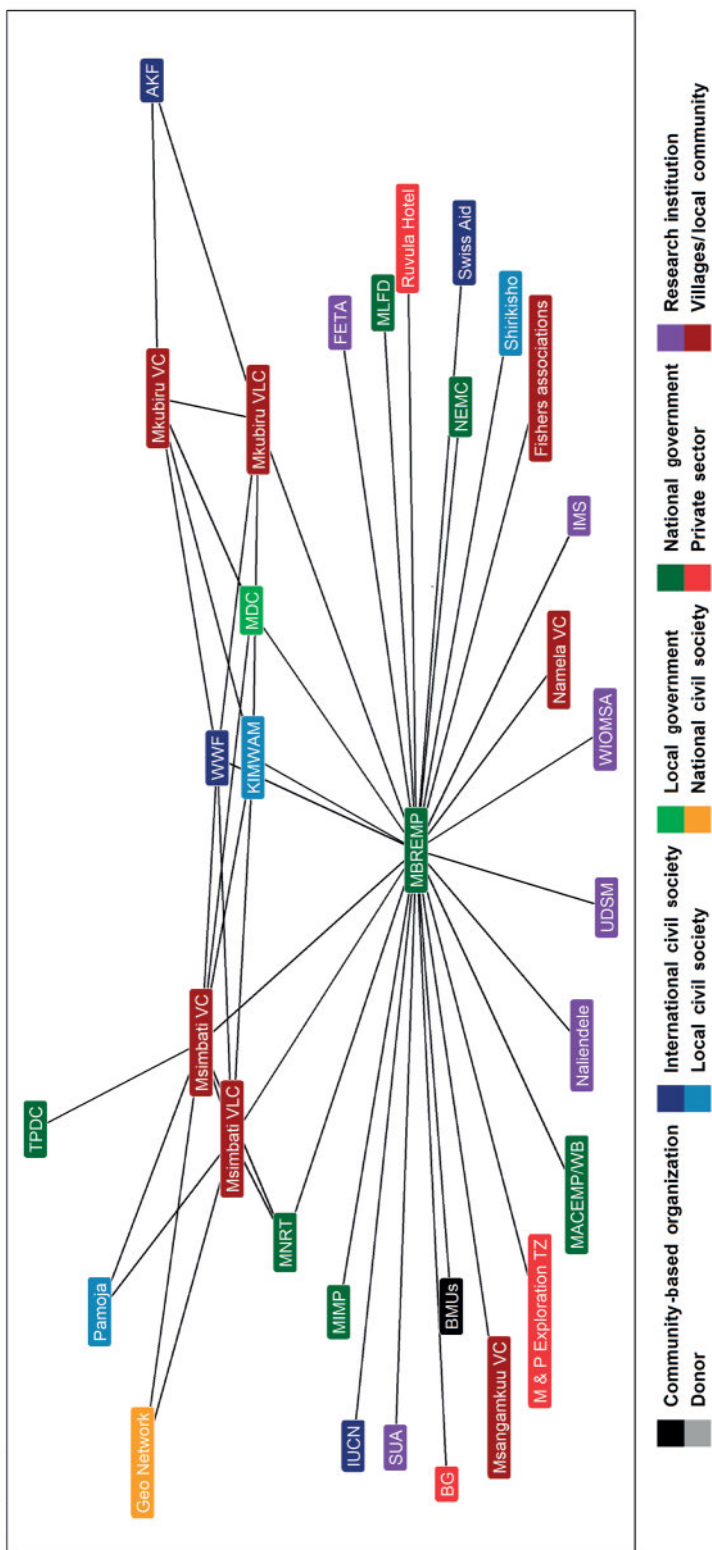 AKF
Mkubiru VC
Mkubiru VLC
FETA
MLFD
Ruvula Hotel
Swiss Aid
NEMC
Shirikisho
Fishers associations
MDC
IMS
WWF
KIMWAM
Namela VC
WIOMSA
MBREMP
UDSM
Msimbati VC
TPDC
Msimbati VLC
Naliendele
MNRT
MACEMP/WB
Pamoja
MIMP
BMUs
M & P Exploration TZ
Geo Network
IUCN
SUA
BG
Msangamkuu VC
Community-based organization
Donor
International civil society
Local civil society
Local government
National civil society
National government
Private sector
Research institution
Villages/local community